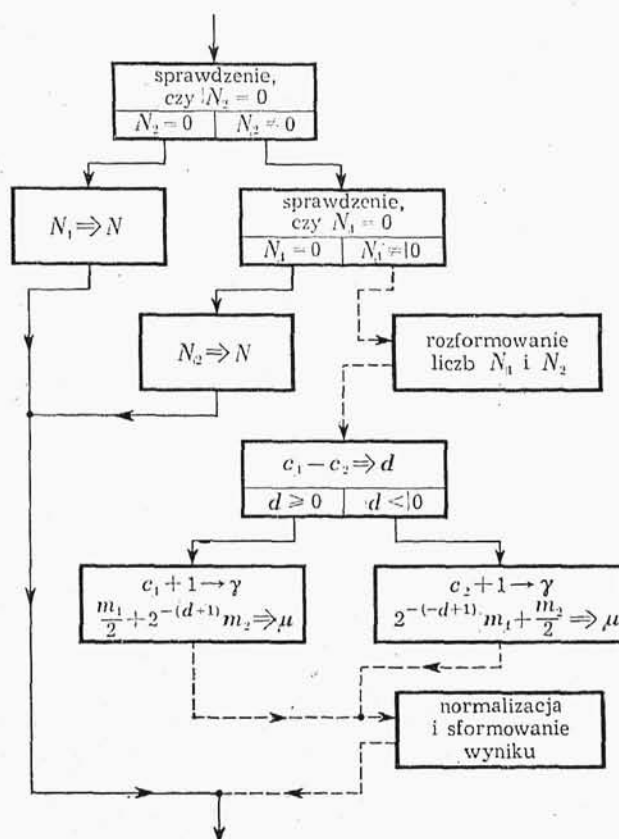 sprawdzenie,
czy N₂ = 0
N₂ = 0 N₂ ≠ 0
N₁ ⇒ N
sprawdzenie,
czy N₁ = 0
N₁ = 0 N₁ ≠ 0
N₂ ⇒ N
rozformowanie
liczb N₁ i N₂
c₁ − c₂ ⇒ d
d ⩾ 0 d < 0
c₁ + 1 → γ
m₁/2 + 2^−(d+1) m₂ ⇒ μ
c₂ + 1 → γ
2^−(−d+1) · m₁ + m₂/2 ⇒ μ
normalizacja
i sformowanie
wyniku